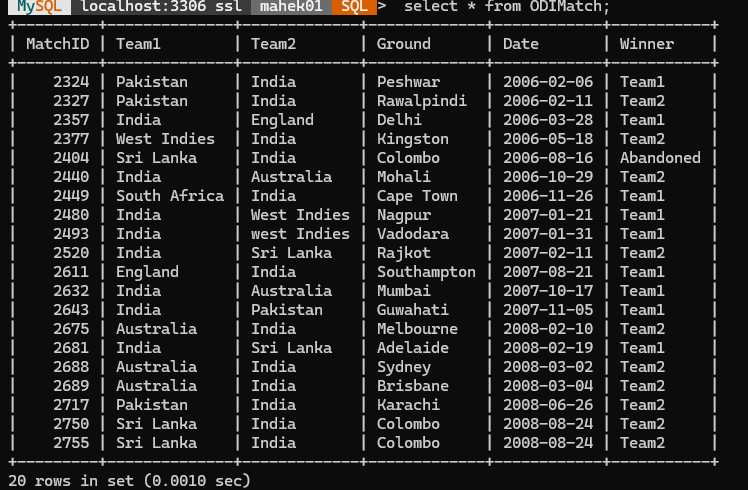 MySQL localhost:3306 ssl mahek01 SQL > select * from ODIMatch;
+---------+--------------+-------------+-------------+------------+-----------+
| MatchID | Team1        | Team2       | Ground      | Date       | Winner    |
+---------+--------------+-------------+-------------+------------+-----------+
|    2324 | Pakistan     | India       | Peshwar     | 2006-02-06 | Team1     |
|    2327 | Pakistan     | India       | Rawalpindi  | 2006-02-11 | Team2     |
|    2357 | India        | England     | Delhi       | 2006-03-28 | Team1     |
|    2377 | West Indies  | India       | Kingston    | 2006-05-18 | Team2     |
|    2404 | Sri Lanka    | India       | Colombo     | 2006-08-16 | Abandoned |
|    2440 | India        | Australia   | Mohali      | 2006-10-29 | Team2     |
|    2449 | South Africa | India       | Cape Town   | 2006-11-26 | Team1     |
|    2480 | India        | West Indies | Nagpur      | 2007-01-21 | Team1     |
|    2493 | India        | west Indies | Vadodara    | 2007-01-31 | Team1     |
|    2520 | India        | Sri Lanka   | Rajkot      | 2007-02-11 | Team2     |
|    2611 | England      | India       | Southampton | 2007-08-21 | Team1     |
|    2632 | India        | Australia   | Mumbai      | 2007-10-17 | Team1     |
|    2643 | India        | Pakistan    | Guwahati    | 2007-11-05 | Team1     |
|    2675 | Australia    | India       | Melbourne   | 2008-02-10 | Team2     |
|    2681 | India        | Sri Lanka   | Adelaide    | 2008-02-19 | Team1     |
|    2688 | Australia    | India       | Sydney      | 2008-03-02 | Team2     |
|    2689 | Australia    | India       | Brisbane    | 2008-03-04 | Team2     |
|    2717 | Pakistan     | India       | Karachi     | 2008-06-26 | Team2     |
|    2750 | Sri Lanka    | India       | Colombo     | 2008-08-24 | Team2     |
|    2755 | Sri Lanka    | India       | Colombo     | 2008-08-24 | Team2     |
+---------+--------------+-------------+-------------+------------+-----------+
20 rows in set (0.0010 sec)